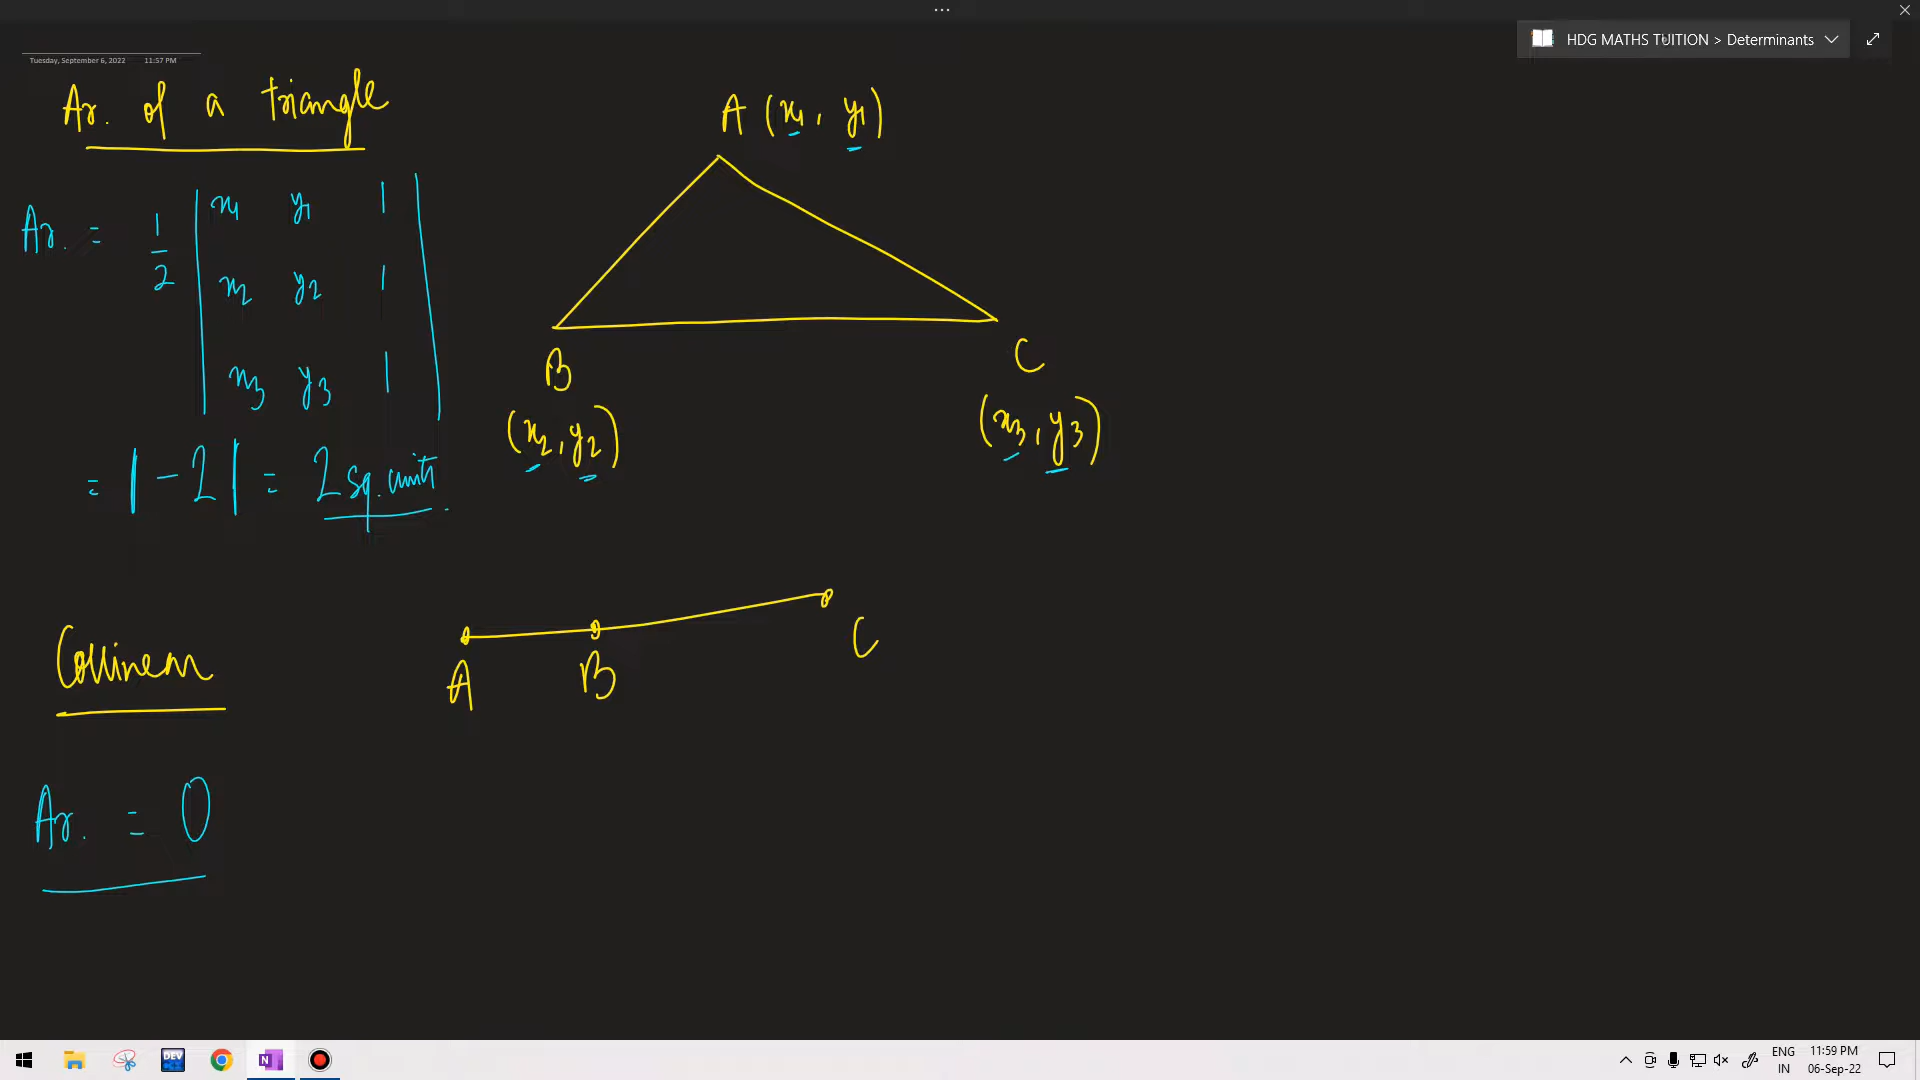 ...
HDG MATHS TUITION > Determinants
Tuesday, September 6, 2022 11:57 PM
Ar. of a triangle
A (x1, y1)
Ar. = 1/2 | x1 y1 1
x2 y2 1
x3 y3 1 |
B
(x2, y2)
C
(x3, y3)
= |-2| = 2 sq. units.
Collinear
A B C
Ar. = 0
DEV
N
ENG
IN
11:59 PM
06-Sep-22